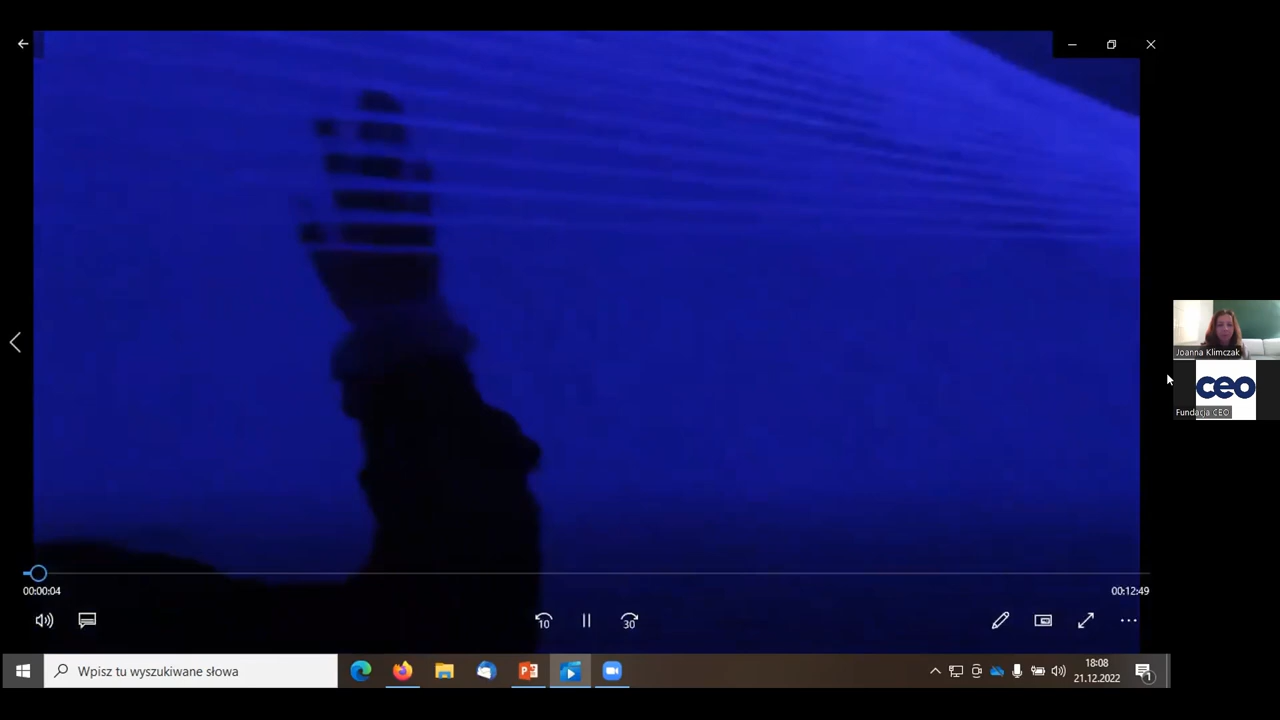 Joanna Klimczak
ceo
Fundacja CEO
00:00:04
00:12:49
10
30
Wpisz tu wyszukiwane słowa
18:08
21.12.2022
1